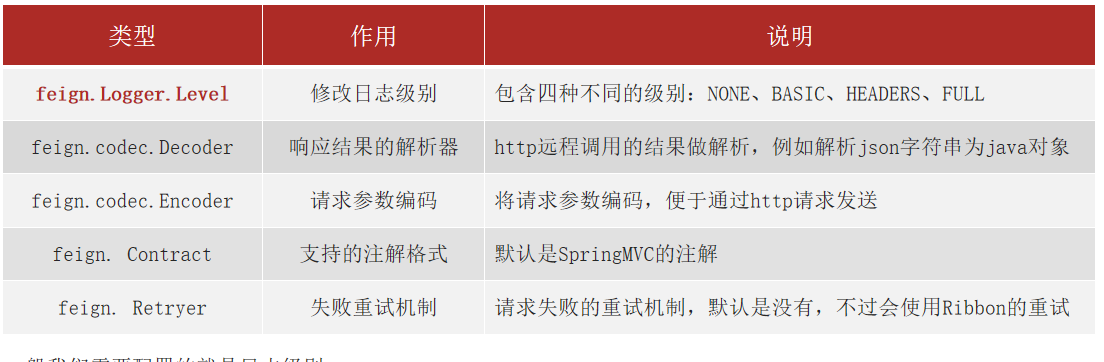 类型 作用 说明
feign.Logger.Level 修改日志级别 包含四种不同的级别：NONE、BASIC、HEADERS、FULL
feign.codec.Decoder 响应结果的解析器 http远程调用的结果做解析，例如解析json字符串为java对象
feign.codec.Encoder 请求参数编码 将请求参数编码，便于通过http请求发送
feign. Contract 支持的注解格式 默认是SpringMVC的注解
feign. Retryer 失败重试机制 请求失败的重试机制，默认是没有，不过会使用Ribbon的重试